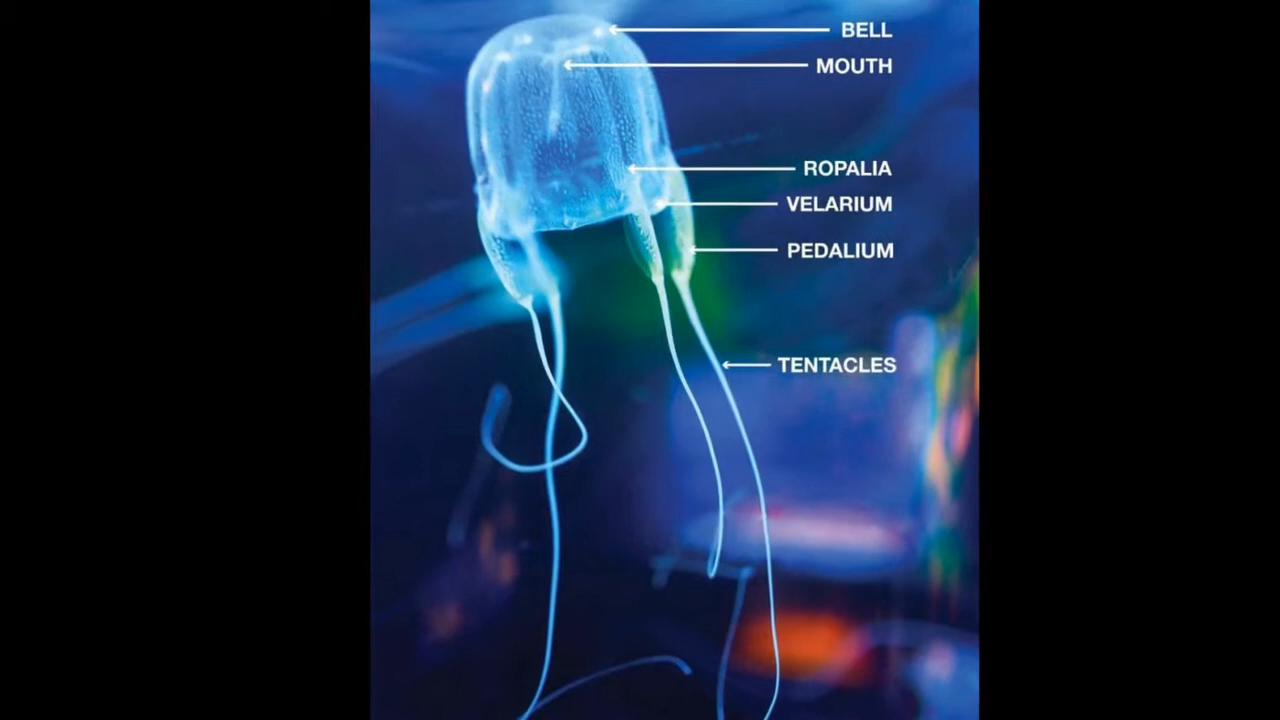 BELL
MOUTH
ROPALIA
VELARIUM
PEDALIUM
TENTACLES